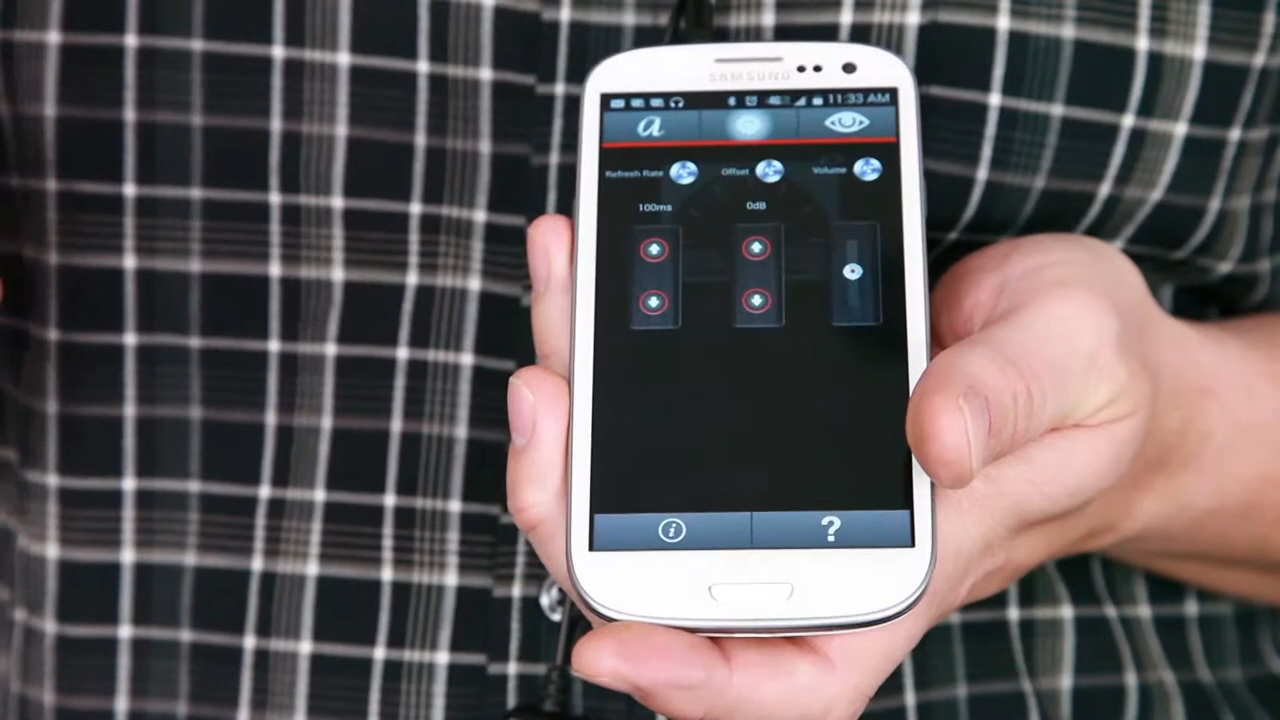 SAMSUNG
11:33 AM
a
Refresh Rate Offset Volume
100ms 0dB
i ?